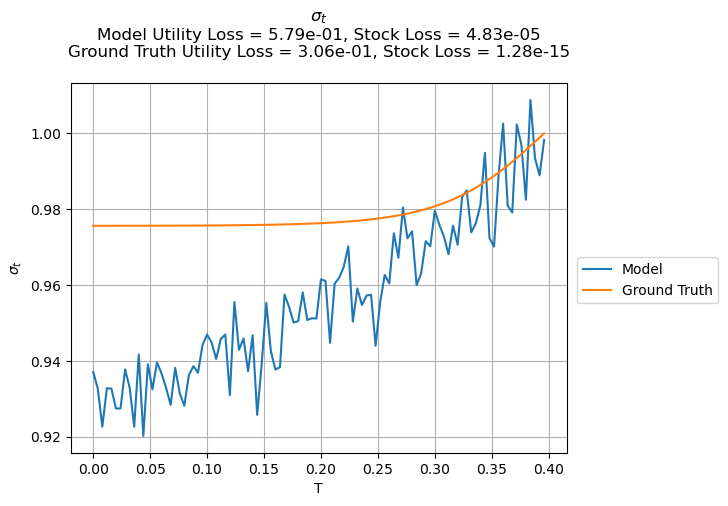 σt
Model Utility Loss = 5.79e-01, Stock Loss = 4.83e-05
Ground Truth Utility Loss = 3.06e-01, Stock Loss = 1.28e-15
1.00
0.98
0.96
0.94
0.92
σt
0.00 0.05 0.10 0.15 0.20 0.25 0.30 0.35 0.40
T
Model
Ground Truth